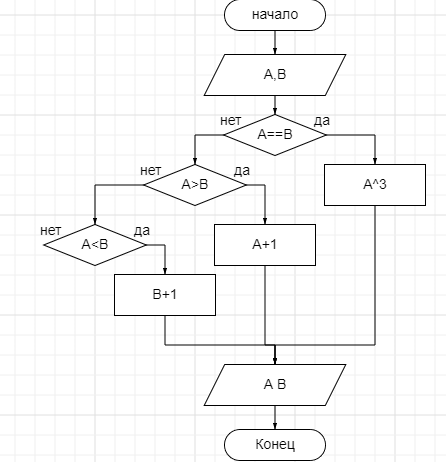 начало
A,B
нет
да
A==B
нет
да
A>B
A^3
нет
да
A<B
A+1
B+1
A B
Конец